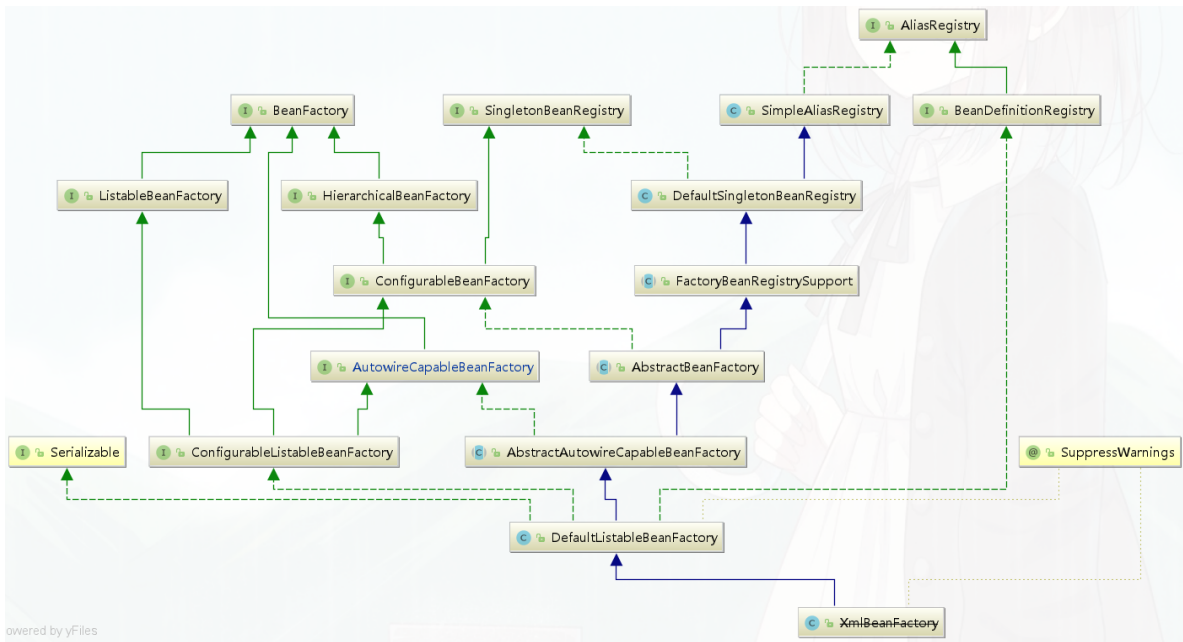 I AliasRegistry
I BeanFactory
I SingletonBeanRegistry
C SimpleAliasRegistry
I BeanDefinitionRegistry
I ListableBeanFactory
I HierarchicalBeanFactory
C DefaultSingletonBeanRegistry
I ConfigurableBeanFactory
C FactoryBeanRegistrySupport
I AutowireCapableBeanFactory
C AbstractBeanFactory
I Serializable
I ConfigurableListableBeanFactory
C AbstractAutowireCapableBeanFactory
@ SuppressWarnings
C DefaultListableBeanFactory
C XmlBeanFactory
owered by yFiles